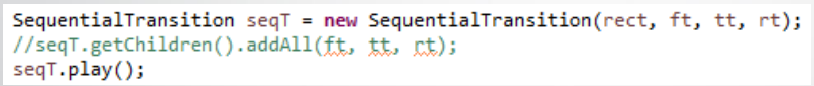 SequentialTransition seqT = new SequentialTransition(rect, ft, tt, rt);
//seqT.getChildren().addAll(ft, tt, rt);
seqT.play();